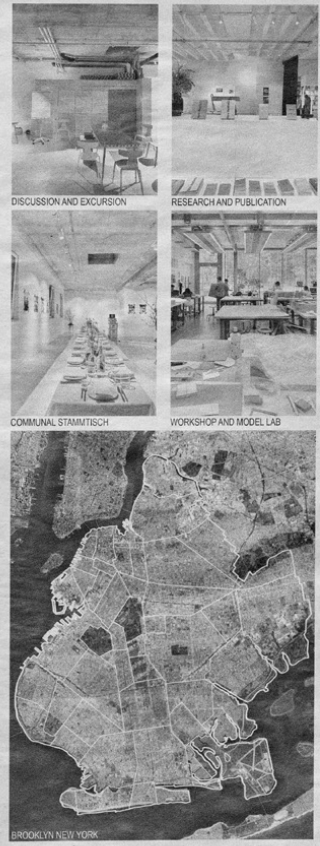 DISCUSSION AND EXCURSION
RESEARCH AND PUBLICATION
COMMUNAL STAMMTISCH
WORKSHOP AND MODEL LAB
BROOKLYN NEW YORK